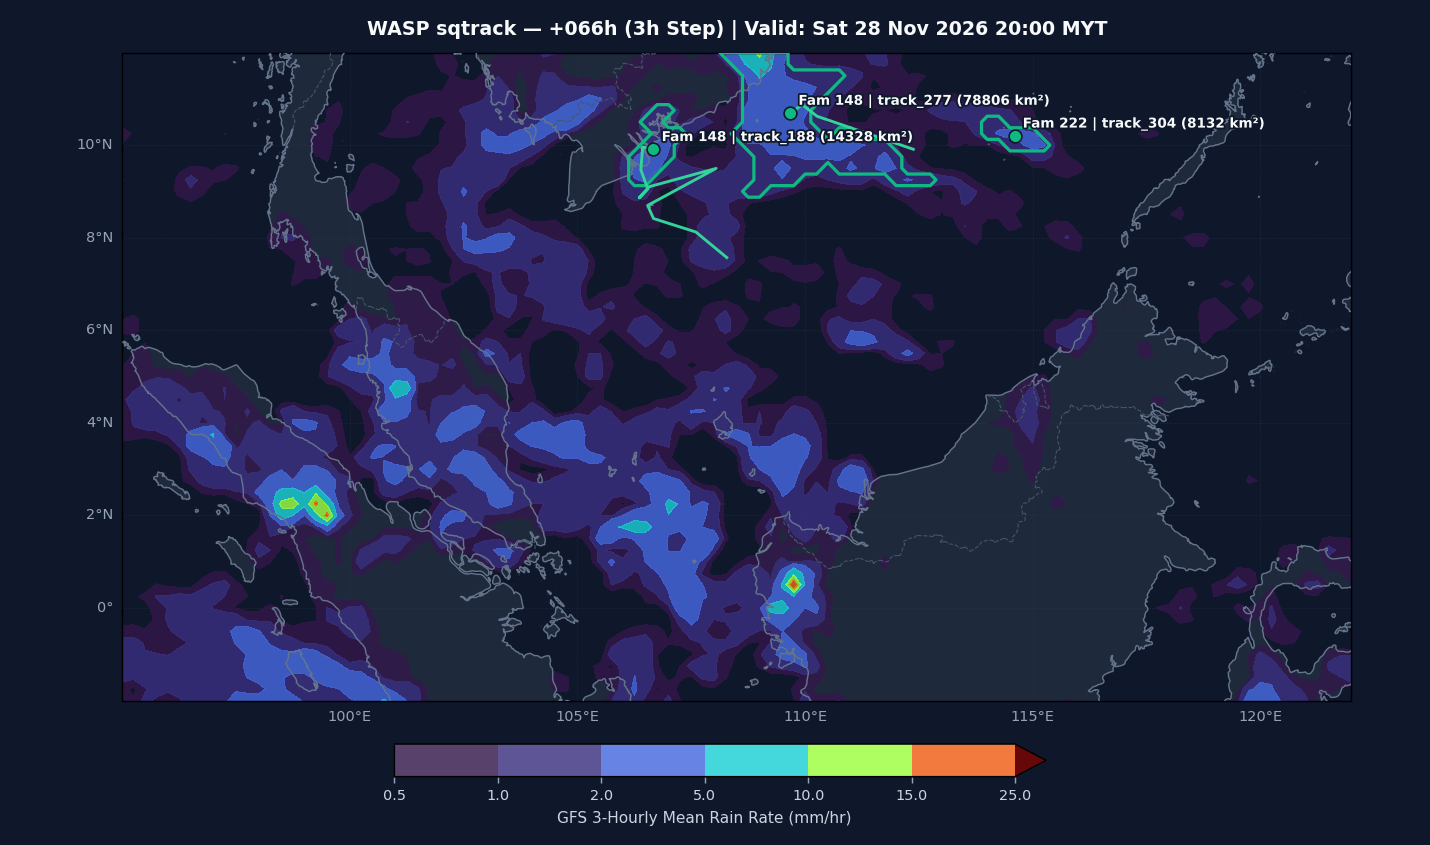 WASP sqtrack — +066h (3h Step) | Valid: Sat 28 Nov 2026 20:00 MYT
Fam 148 | track_277 (78806 km²)
Fam 222 | track_304 (8132 km²)
Fam 148 | track_188 (14328 km²)
10°N
8°N
6°N
4°N
2°N
0°
100°E 105°E 110°E 115°E 120°E
0.5 1.0 2.0 5.0 10.0 15.0 25.0
GFS 3-Hourly Mean Rain Rate (mm/hr)